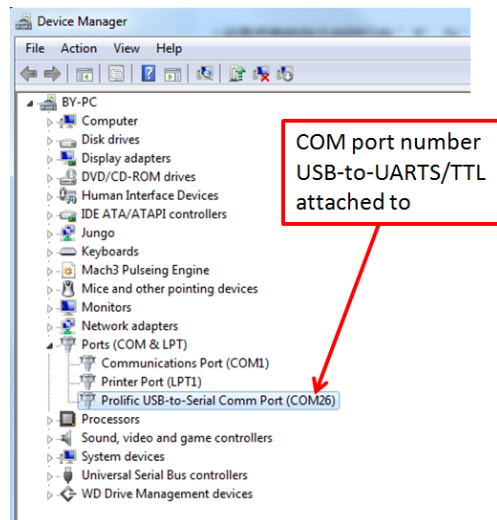 Device Manager
File Action View Help
BY-PC
Computer
Disk drives
Display adapters
DVD/CD-ROM drives
Human Interface Devices
IDE ATA/ATAPI controllers
Jungo
Keyboards
Mach3 Pulseing Engine
Mice and other pointing devices
Monitors
Network adapters
Ports (COM & LPT)
Communications Port (COM1)
Printer Port (LPT1)
Prolific USB-to-Serial Comm Port (COM26)
Processors
Sound, video and game controllers
System devices
Universal Serial Bus controllers
WD Drive Management devices
COM port number
USB-to-UARTS/TTL
attached to